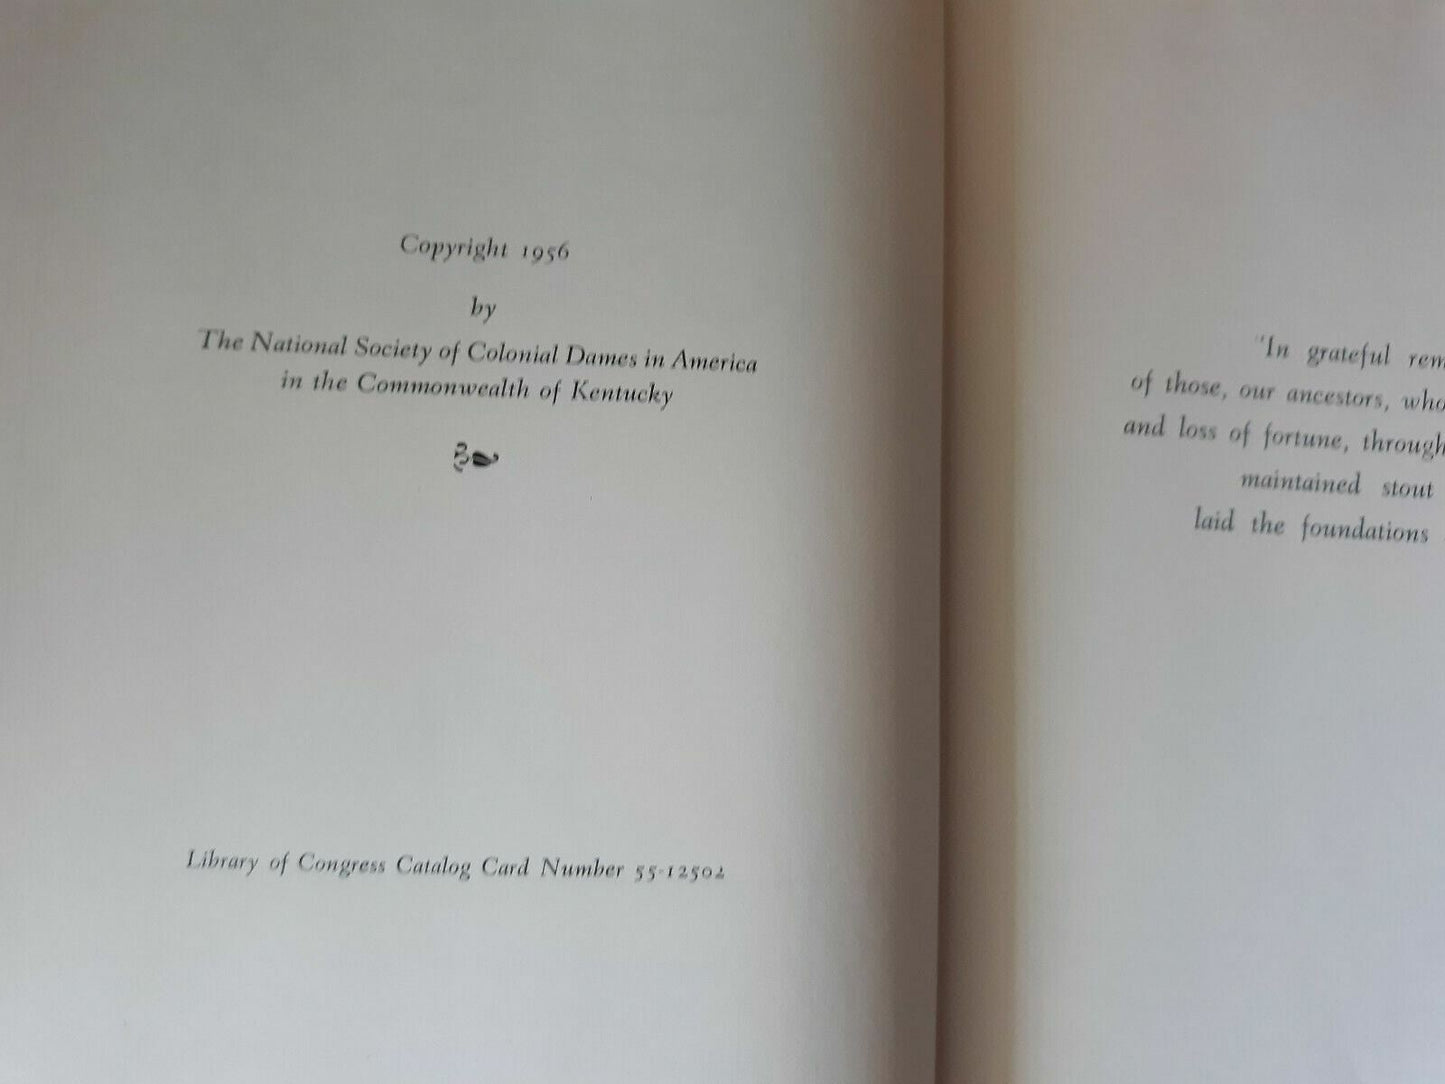 Copyright 1956
by
The National Society of Colonial Dames in America
in the Commonwealth of Kentucky
Library of Congress Catalog Card Number 55-12502
"In grateful rem
of those, our ancestors, who
and loss of fortune, through
maintained stout
laid the foundations